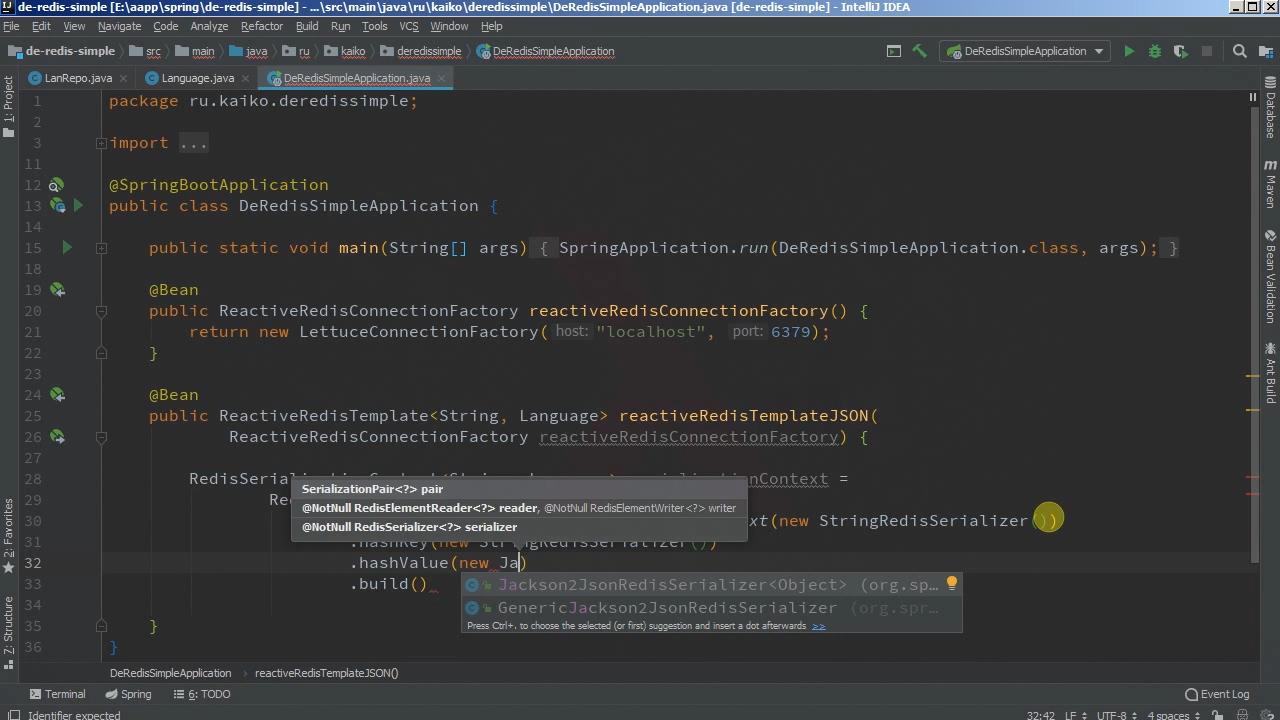 de-redis-simple [E:\aapp\spring\de-redis-simple] - ...\src\main\java\ru\kaiko\deredissimple\DeRedisSimpleApplication.java [de-redis-simple] - IntelliJ IDEA
File Edit View Navigate Code Analyze Refactor Build Run Tools VCS Window Help
de-redis-simple src main java ru kaiko deredissimple DeRedisSimpleApplication DeRedisSimpleApplication
LanRepo.java Language.java DeRedisSimpleApplication.java
1 package ru.kaiko.deredissimple;
2
3 import ...
11
12 @SpringBootApplication
13 public class DeRedisSimpleApplication {
14
15 public static void main(String[] args) { SpringApplication.run(DeRedisSimpleApplication.class, args); }
18
19 @Bean
20 public ReactiveRedisConnectionFactory reactiveRedisConnectionFactory() {
21 return new LettuceConnectionFactory( host: "localhost", port: 6379);
22 }
23
24 @Bean
25 public ReactiveRedisTemplate<String, Language> reactiveRedisTemplateJSON(
26 ReactiveRedisConnectionFactory reactiveRedisConnectionFactory) {
27
28 =
SerializationPair<?> pair
29
@NotNull RedisElementReader<?> reader, @NotNull RedisElementWriter<?> writer
30 (new StringRedisSerializer())
@NotNull RedisSerializer<?> serializer
31 .hashKey(new StringRedisSerializer())
32 .hashValue(new Ja)
33 .build()
Jackson2JsonRedisSerializer<Object> (org.sp...
34
GenericJackson2JsonRedisSerializer (org.spr...
Press Ctrl+. to choose the selected (or first) suggestion and insert a dot afterwards >>
35 }
36 }
DeRedisSimpleApplication reactiveRedisTemplateJSON()
Terminal Spring 6: TODO Event Log
Identifier expected 32:42 LF UTF-8 4 spaces
1: Project
2: Favorites
7: Structure
Database
Maven
Bean Validation
Ant Build